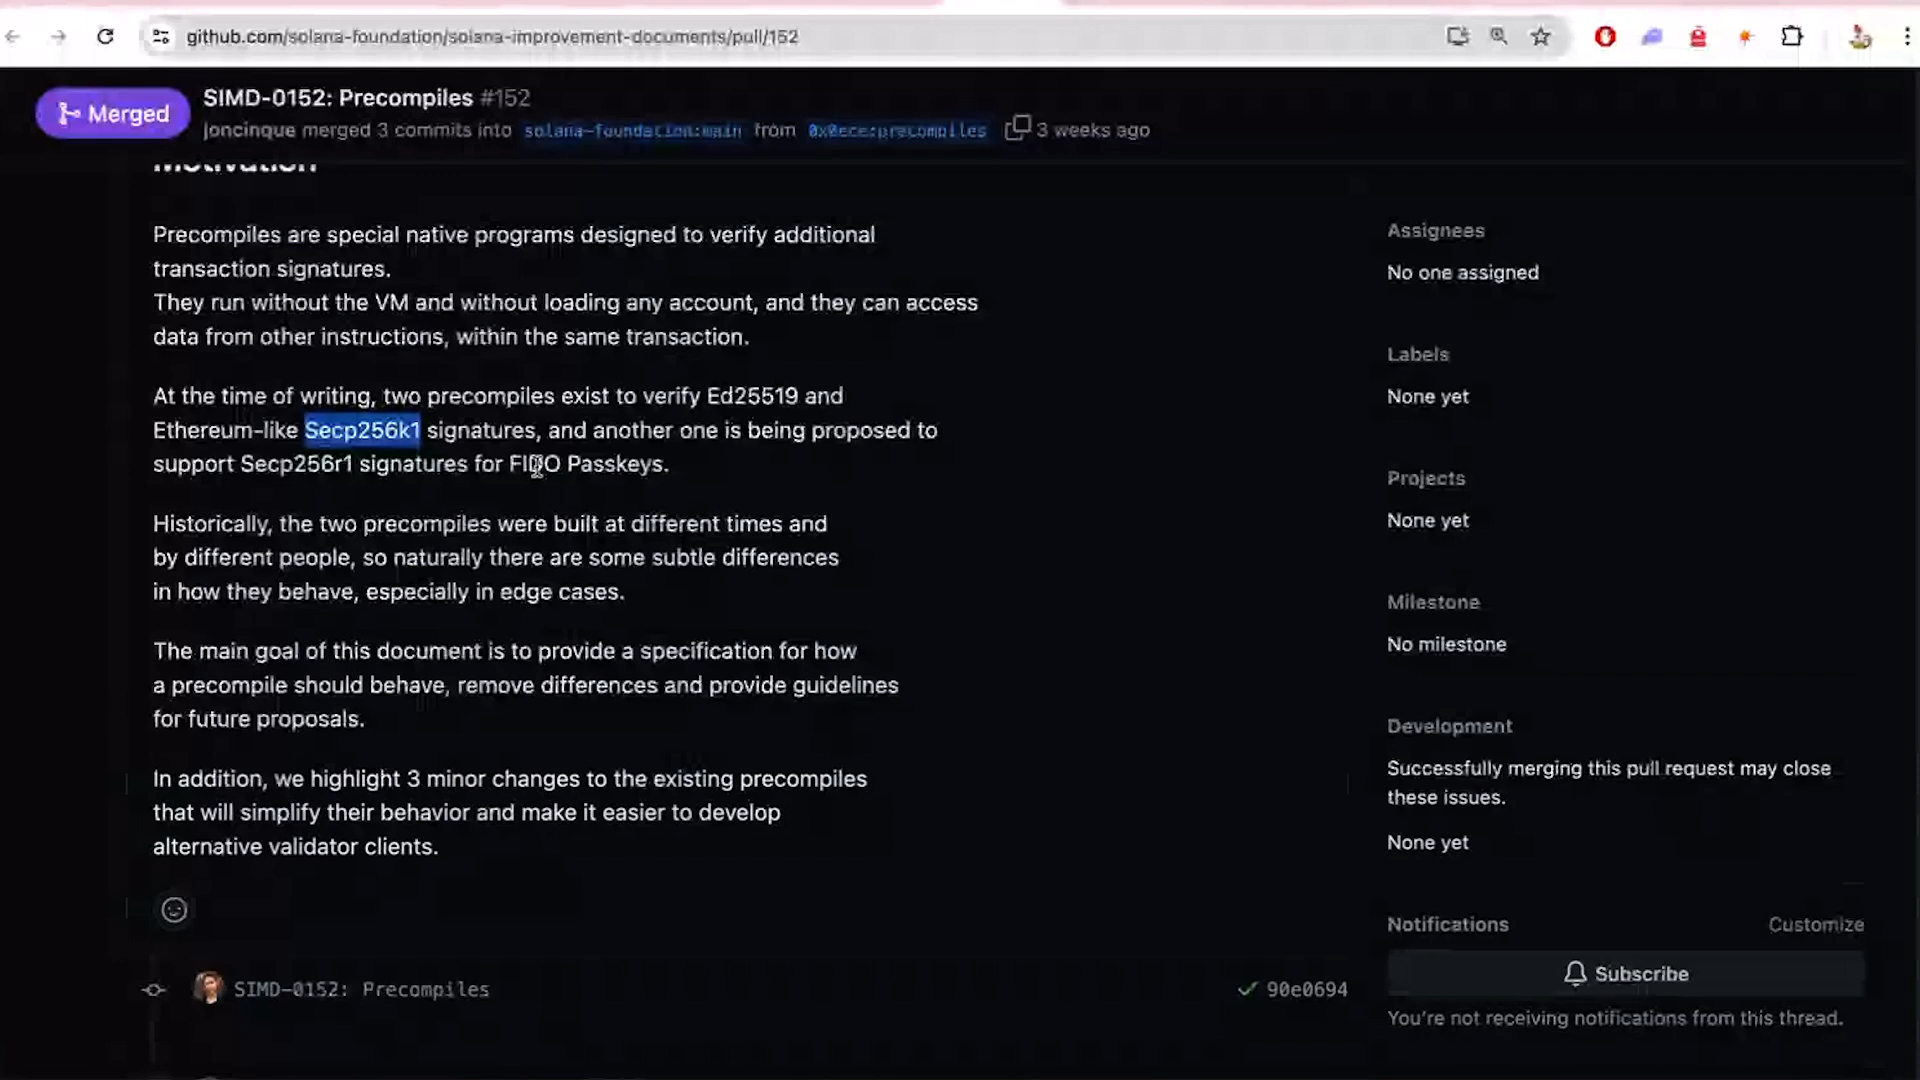 github.com/solana-foundation/solana-improvement-documents/pull/152
Merged
SIMD-0152: Precompiles #152
joncinque merged 3 commits into solana-foundation:main from 0x0ece:precompiles 3 weeks ago
Motivation
Precompiles are special native programs designed to verify additional
transaction signatures.
They run without the VM and without loading any account, and they can access
data from other instructions, within the same transaction.
At the time of writing, two precompiles exist to verify Ed25519 and
Ethereum-like Secp256k1 signatures, and another one is being proposed to
support Secp256r1 signatures for FIDO Passkeys.
Historically, the two precompiles were built at different times and
by different people, so naturally there are some subtle differences
in how they behave, especially in edge cases.
The main goal of this document is to provide a specification for how
a precompile should behave, remove differences and provide guidelines
for future proposals.
In addition, we highlight 3 minor changes to the existing precompiles
that will simplify their behavior and make it easier to develop
alternative validator clients.
SIMD-0152: Precompiles
90e0694
Assignees
No one assigned
Labels
None yet
Projects
None yet
Milestone
No milestone
Development
Successfully merging this pull request may close
these issues.
None yet
Notifications
Customize
Subscribe
You're not receiving notifications from this thread.